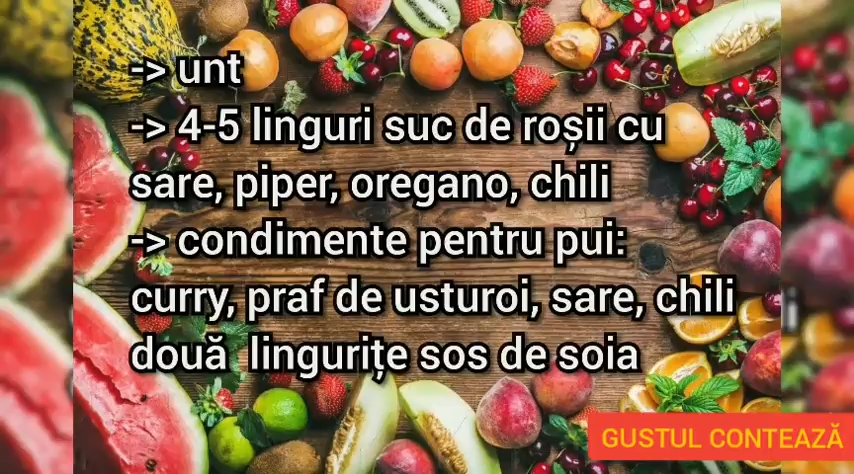 -> unt
-> 4-5 linguri suc de roșii cu
sare, piper, oregano, chili
-> condimente pentru pui:
curry, praf de usturoi, sare, chili
două lingurițe sos de soia
GUSTUL CONTEAZĂ